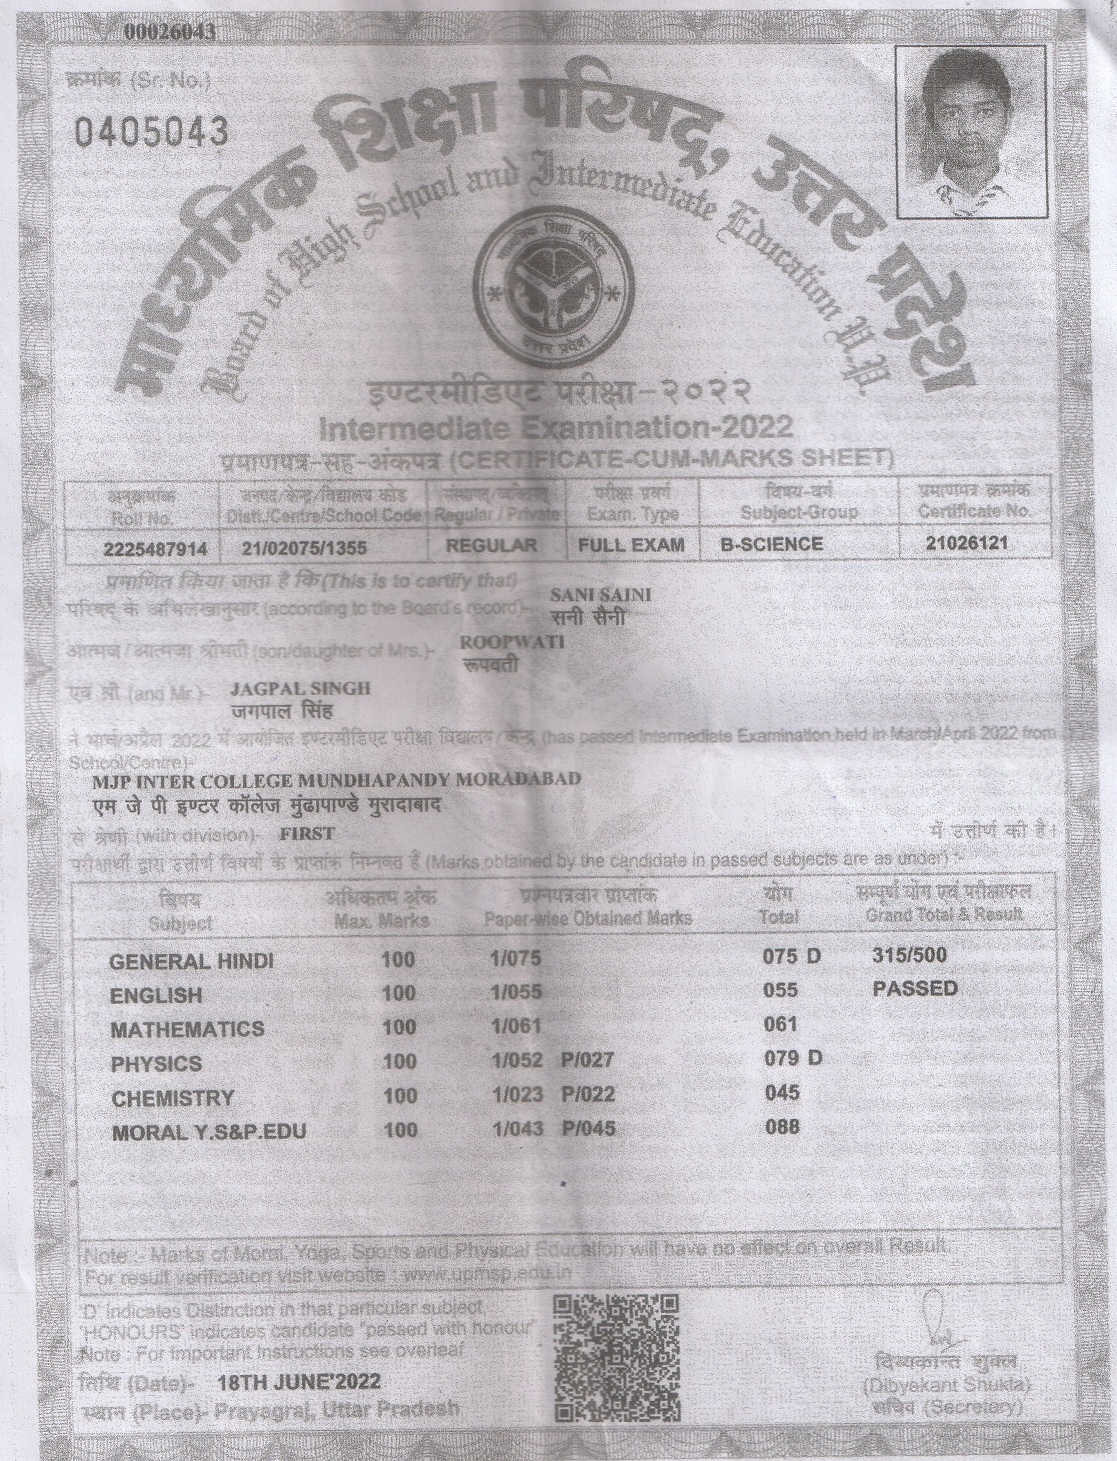 00026043
क्रमांक (Sr. No.)
0405043
माध्यमिक शिक्षा परिषद, उत्तर प्रदेश
Board of High School and Intermediate Education U.P.
माध्यमिक शिक्षा परिषद्
उत्तर प्रदेश
इण्टरमीडिएट परीक्षा-२०२२
Intermediate Examination-2022
प्रमाणपत्र-सह-अंकपत्र (CERTIFICATE-CUM-MARKS SHEET)
अनुक्रमांक जनपद/केन्द्र/विद्यालय कोड संस्थागत/व्यक्तिगत परीक्षा प्रवर्ग विषय-वर्ग प्रमाणपत्र क्रमांक
Roll No. Distt./Centre/School Code Regular / Private Exam. Type Subject-Group Certificate No.
2225487914 21/02075/1355 REGULAR FULL EXAM B-SCIENCE 21026121
प्रमाणित किया जाता है कि (This is to certify that)
परिषद् के अभिलेखानुसार (according to the Board's record)- SANI SAINI
सनी सैनी
आत्मज / आत्मजा श्रीमती (son/daughter of Mrs.)- ROOPWATI
रूपवती
एवं श्री (and Mr.)- JAGPAL SINGH
जगपाल सिंह
ने मार्च/अप्रैल 2022 में आयोजित इण्टरमीडिएट परीक्षा विद्यालय / केन्द्र (has passed Intermediate Examination held in March/April 2022 from
School/Centre)-
MJP INTER COLLEGE MUNDHAPANDY MORADABAD
एम जे पी इण्टर कॉलेज मुंढापाण्डे मुरादाबाद
से श्रेणी (with division)- FIRST में उत्तीर्ण की है।
परीक्षार्थी द्वारा उत्तीर्ण विषयों के प्राप्तांक निम्नवत हैं (Marks obtained by the candidate in passed subjects are as under) :-
विषय अधिकतम अंक प्रश्नपत्रवार प्राप्तांक योग सम्पूर्ण योग एवं परीक्षाफल
Subject Max. Marks Paper-wise Obtained Marks Total Grand Total & Result
GENERAL HINDI 100 1/075 075 D 315/500
ENGLISH 100 1/055 055 PASSED
MATHEMATICS 100 1/061 061
PHYSICS 100 1/052 P/027 079 D
CHEMISTRY 100 1/023 P/022 045
MORAL Y.S&P.EDU 100 1/043 P/045 088
Note :- Marks of Moral, Yoga, Sports and Physical Education will have no effect on overall Result.
For result verification visit website : www.upmsp.edu.in
'D' indicates Distinction in that particular subject,
'HONOURS' indicates candidate "passed with honour"
Note : For Important Instructions see overleaf
तिथि (Date)- 18TH JUNE'2022
स्थान (Place)- Prayagraj, Uttar Pradesh
दिव्यकान्त शुक्ल
(Dibyakant Shukla)
सचिव (Secretary)